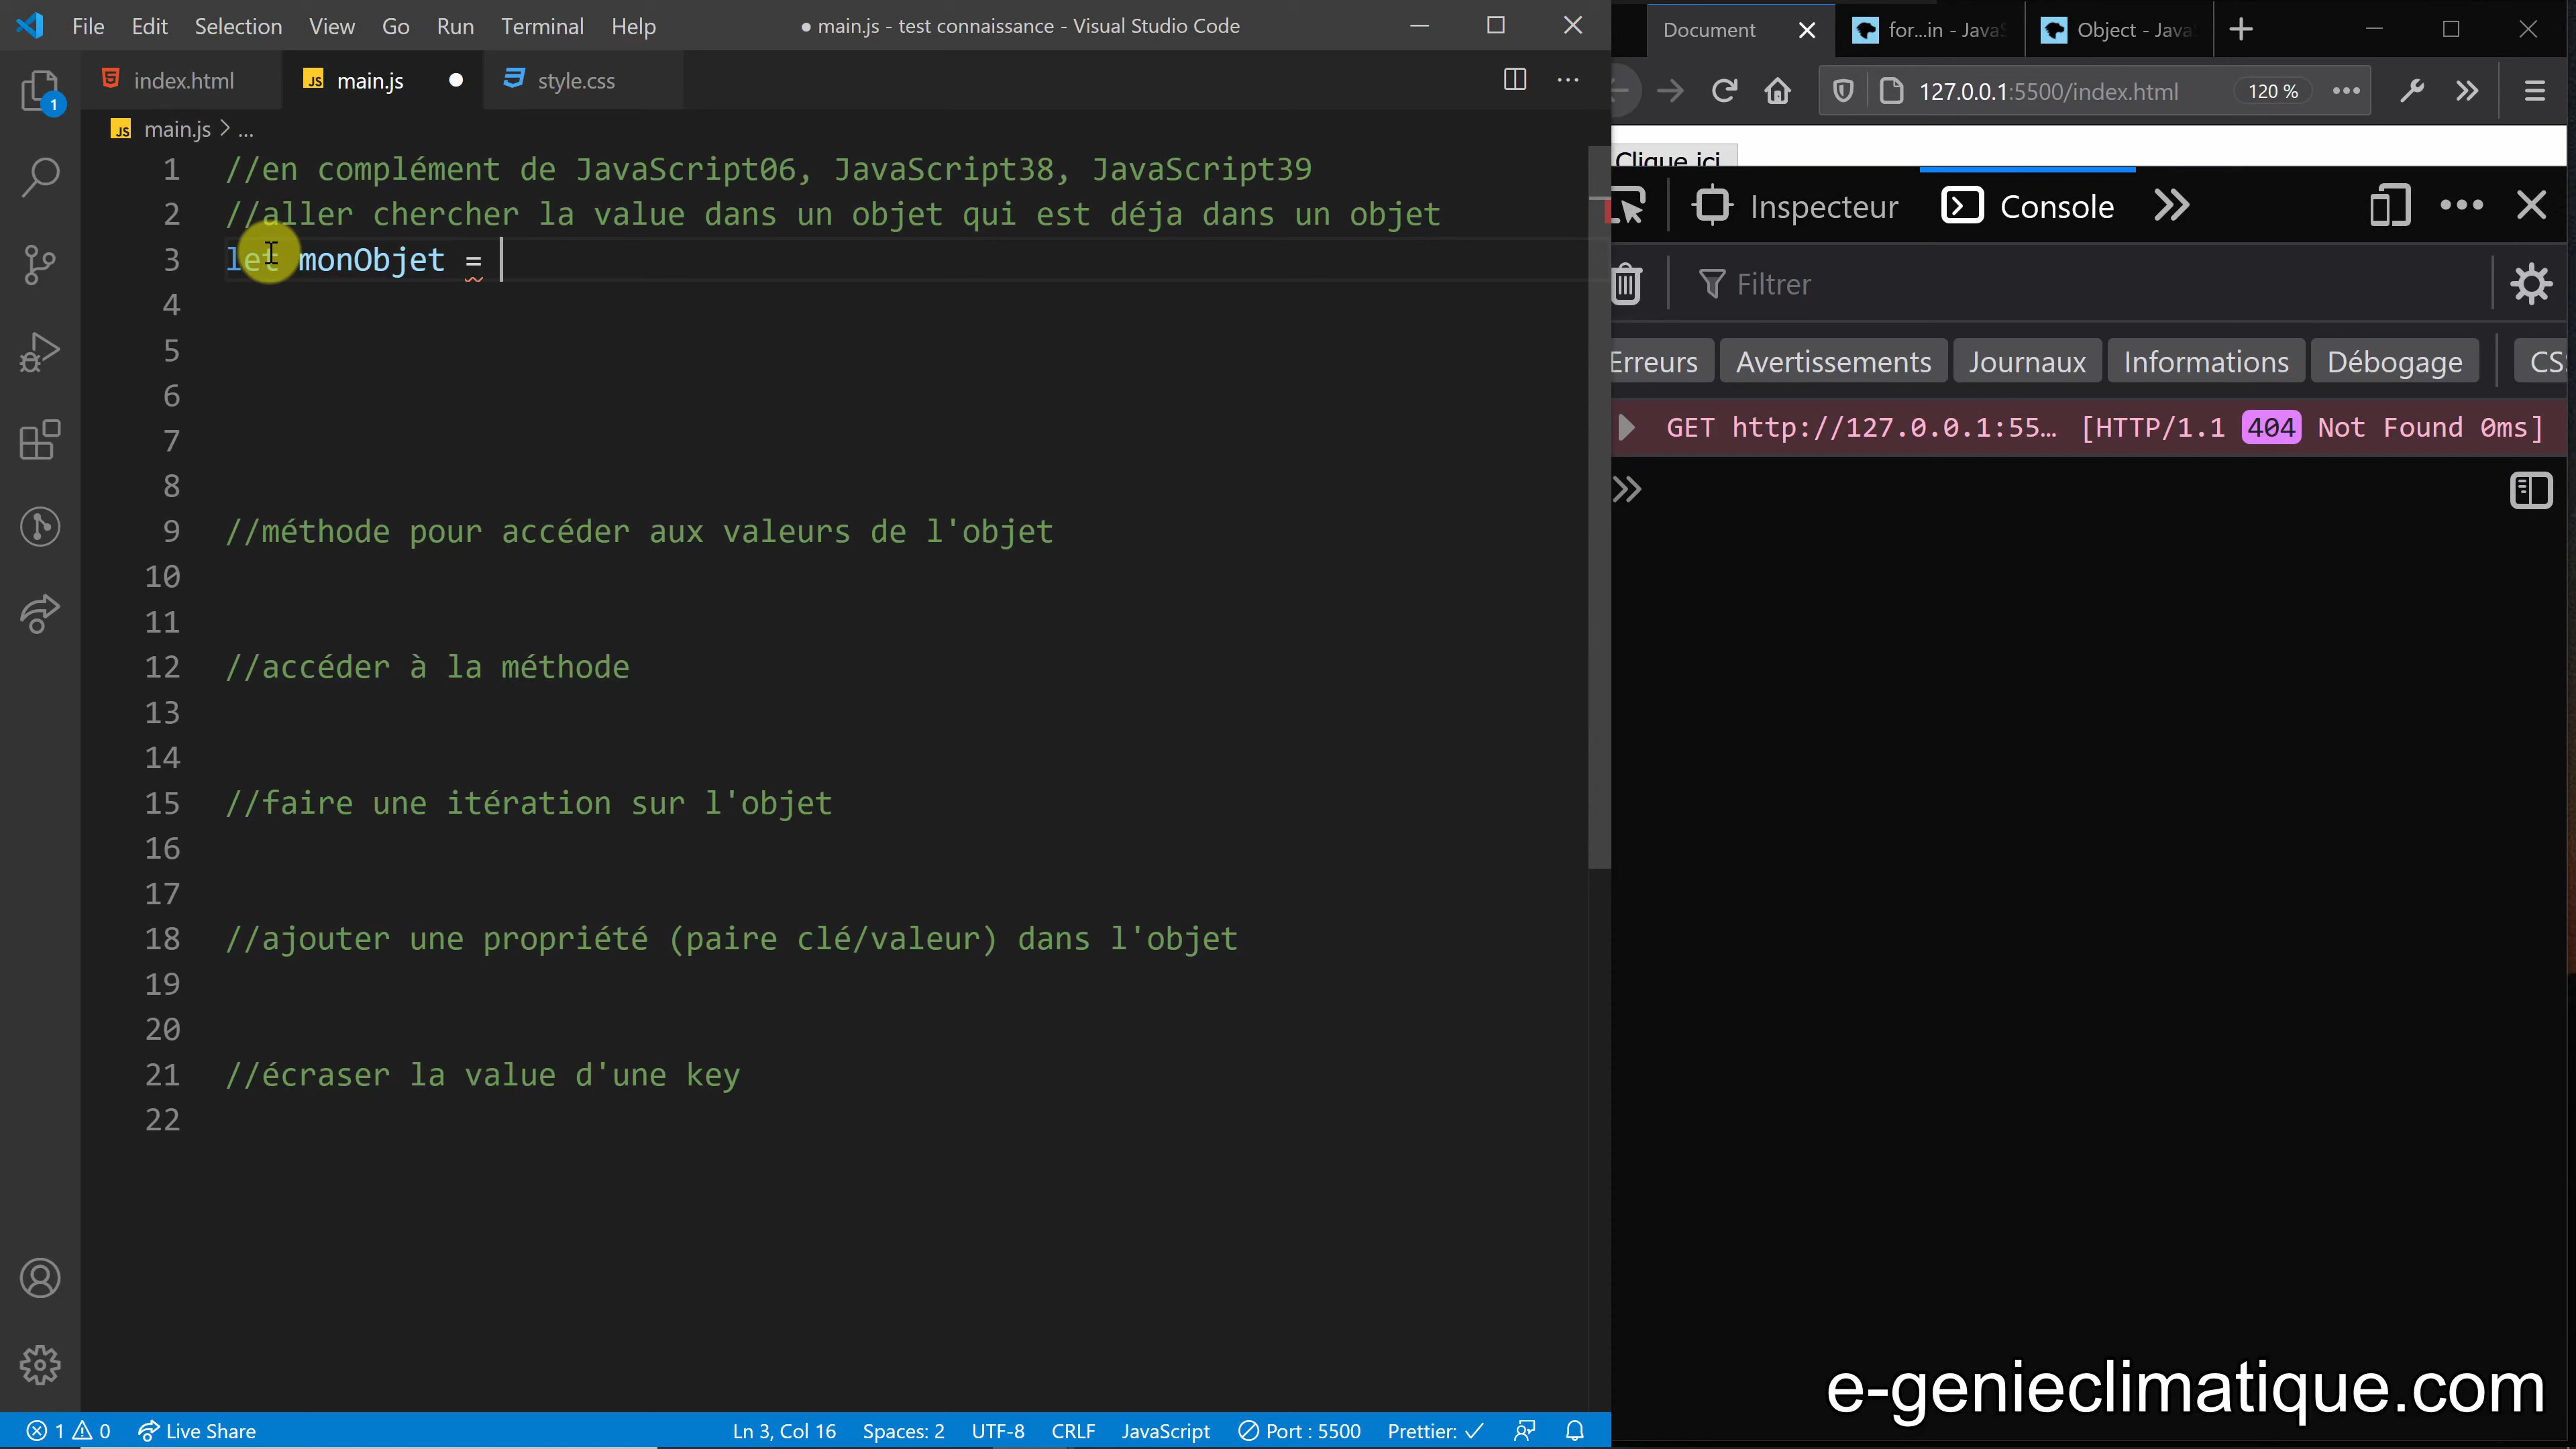 File Edit Selection View Go Run Terminal Help
● main.js - test connaissance - Visual Studio Code
index.html
JS main.js
style.css
JS main.js > ...
1 //en complément de JavaScript06, JavaScript38, JavaScript39
2 //aller chercher la value dans un objet qui est déja dans un objet
3 let monObjet =
4
5
6
7
8
9 //méthode pour accéder aux valeurs de l'objet
10
11
12 //accéder à la méthode
13
14
15 //faire une itération sur l'objet
16
17
18 //ajouter une propriété (paire clé/valeur) dans l'objet
19
20
21 //écraser la value d'une key
22
1
1 0 Live Share
Ln 3, Col 16 Spaces: 2 UTF-8 CRLF JavaScript Port : 5500 Prettier: ✓
Document
for...in - Java
Object - Java
127.0.0.1:5500/index.html
120 %
Clique ici
Inspecteur
Console
Filtrer
Erreurs Avertissements Journaux Informations Débogage
GET http://127.0.0.1:55… [HTTP/1.1 404 Not Found 0ms]
e-genieclimatique.com